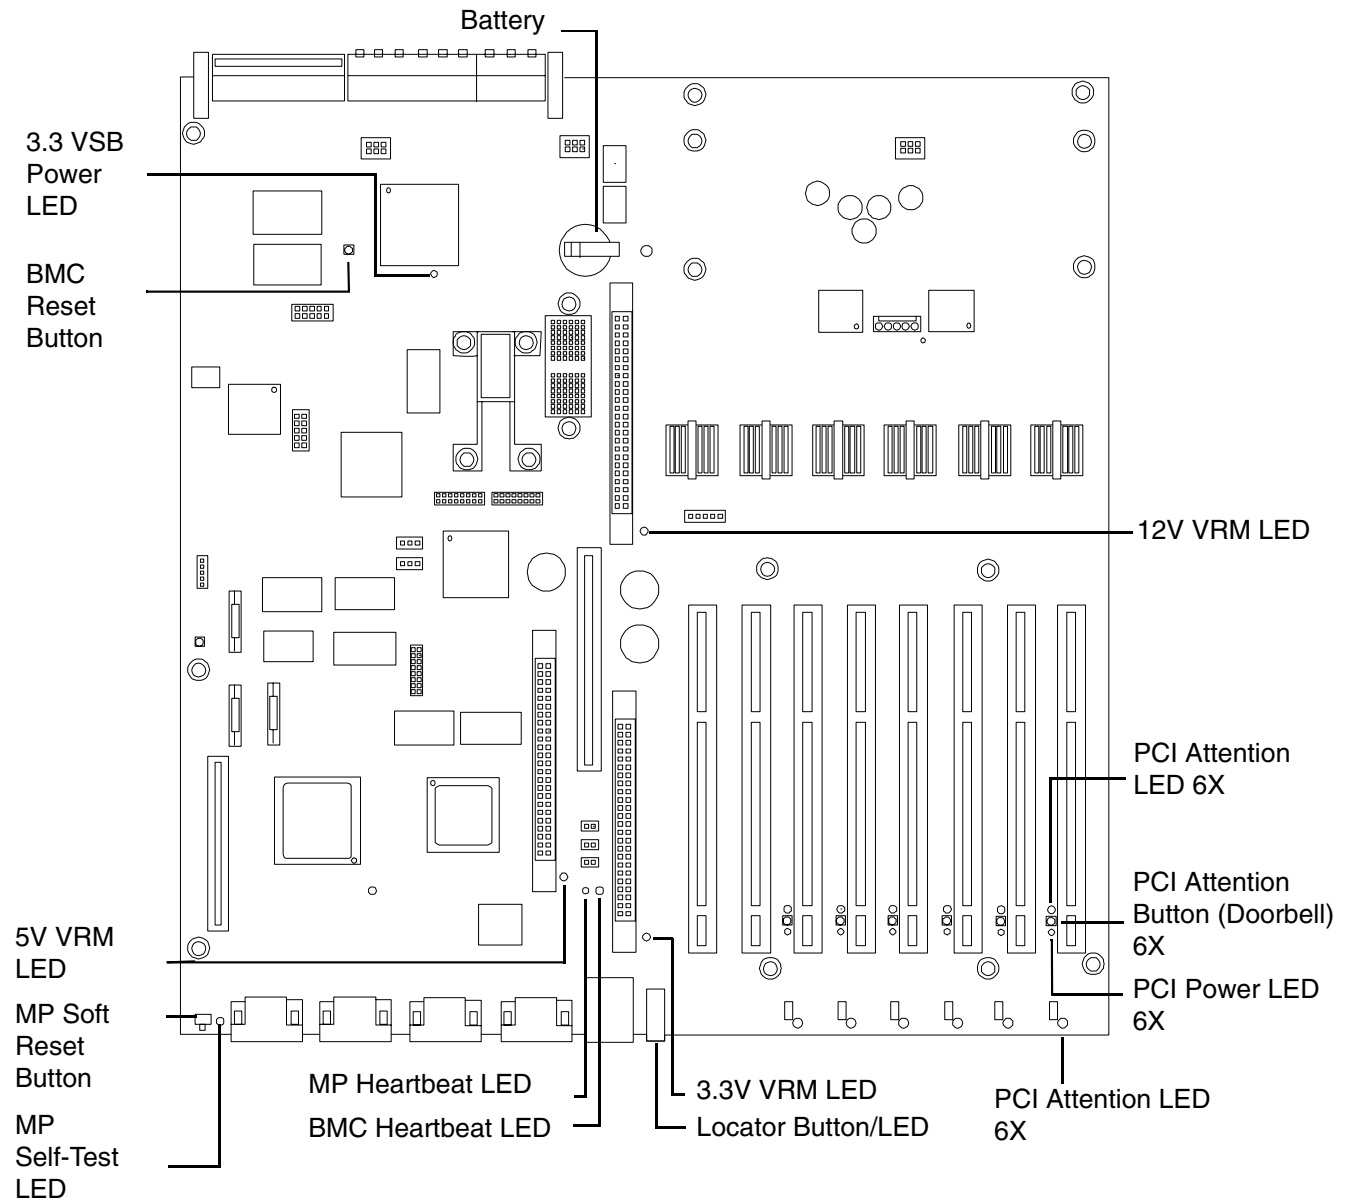 Battery
3.3 VSB
Power
LED
BMC
Reset
Button
12V VRM LED
PCI Attention
LED 6X
PCI Attention
Button (Doorbell)
6X
PCI Power LED
6X
5V VRM
LED
MP Soft
Reset
Button
MP
Self-Test
LED
MP Heartbeat LED
BMC Heartbeat LED
3.3V VRM LED
Locator Button/LED
PCI Attention LED
6X